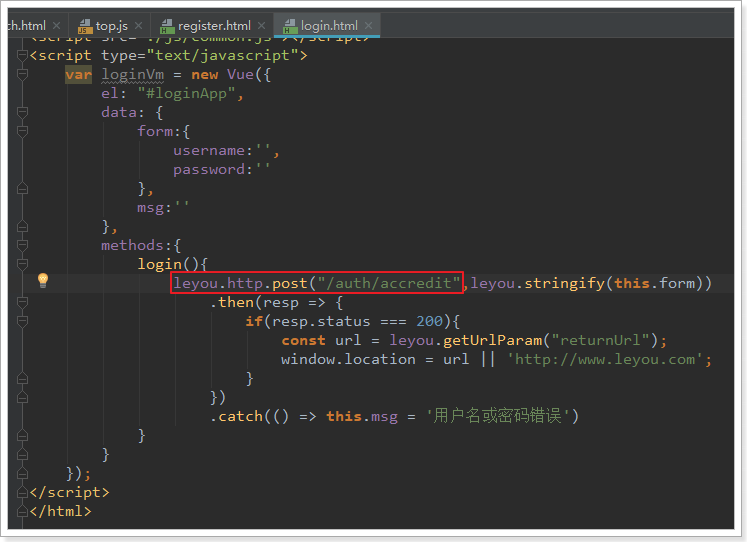 ch.html × top.js × register.html × login.html ×
<script src="./js/common.js"></script>
<script type="text/javascript">
    var loginVm = new Vue({
        el: "#loginApp",
        data: {
            form:{
                username:'',
                password:''
            },
            msg:''
        },
        methods:{
            login(){
                leyou.http.post("/auth/accredit",leyou.stringify(this.form))
                    .then(resp => {
                        if(resp.status === 200){
                            const url = leyou.getUrlParam("returnUrl");
                            window.location = url || 'http://www.leyou.com';
                        }
                    })
                    .catch(() => this.msg = '用户名或密码错误')
            }
        }
    });
</script>
</html>